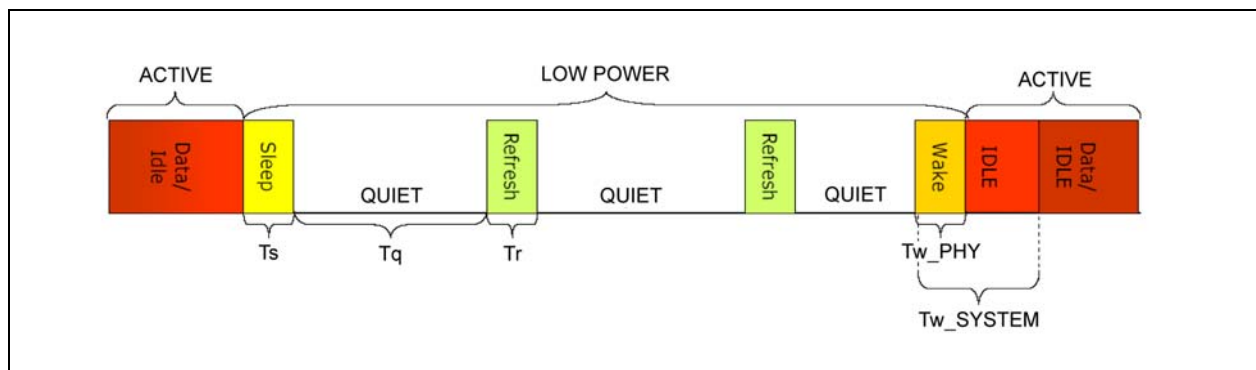 ACTIVE
LOW POWER
ACTIVE
Data/
Idle
Sleep
QUIET
Refresh
QUIET
Refresh
QUIET
Wake
IDLE
Data/
IDLE
Ts
Tq
Tr
Tw_PHY
Tw_SYSTEM